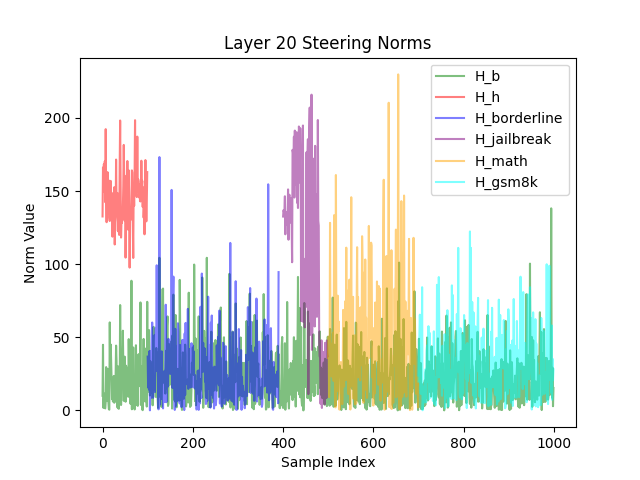 Layer 20 Steering Norms
H_b
H_h
H_borderline
H_jailbreak
H_math
H_gsm8k
Norm Value
200
150
100
50
0
0 200 400 600 800 1000
Sample Index